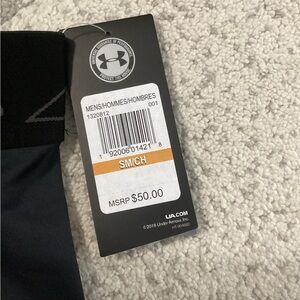 MENS/HOMMES/HOMBRES
1320812 001
1 92006 01421 8
SM/CH
MSRP $50.00
UA.COM
©2018 Under Armour, Inc.